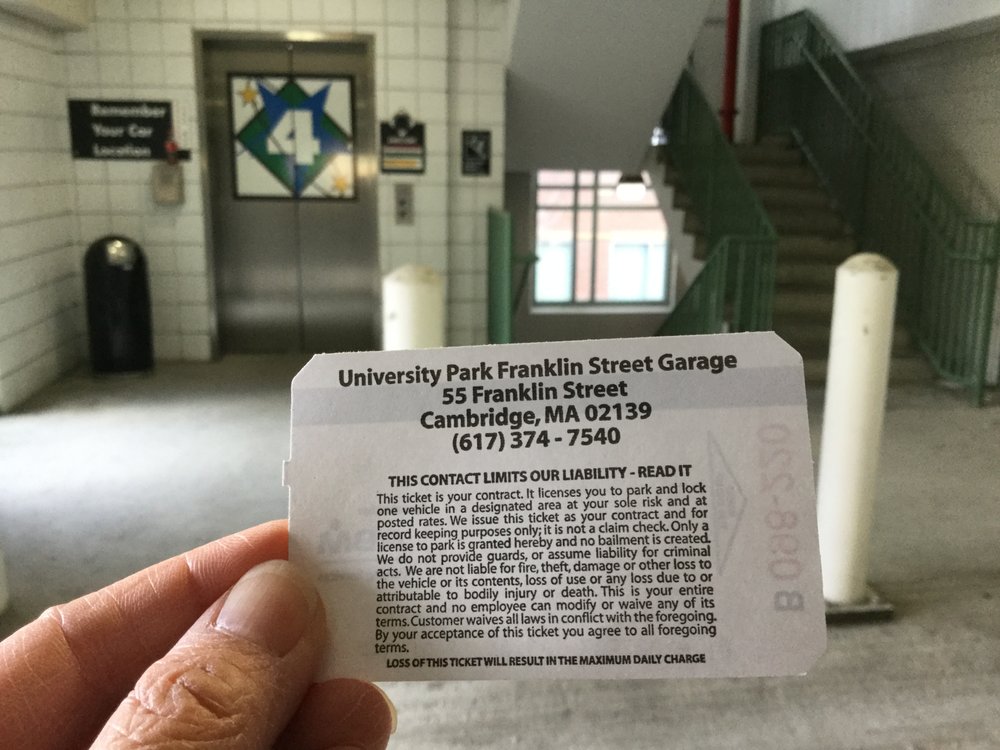 Remember
Your Car
Location
4
University Park Franklin Street Garage
55 Franklin Street
Cambridge, MA 02139
(617) 374 - 7540
THIS CONTACT LIMITS OUR LIABILITY - READ IT
This ticket is your contract. It licenses you to park and lock
one vehicle in a designated area at your sole risk and at
posted rates. We issue this ticket as your contract and for
record keeping purposes only; it is not a claim check. Only a
license to park is granted hereby and no bailment is created.
We do not provide guards, or assume liability for criminal
acts. We are not liable for fire, theft, damage or other loss to
the vehicle or its contents, loss of use or any loss due to or
attributable to bodily injury or death. This is your entire
contract and no employee can modify or waive any of its
terms. Customer waives all laws in conflict with the foregoing.
By your acceptance of this ticket you agree to all foregoing
terms.
LOSS OF THIS TICKET WILL RESULT IN THE MAXIMUM DAILY CHARGE